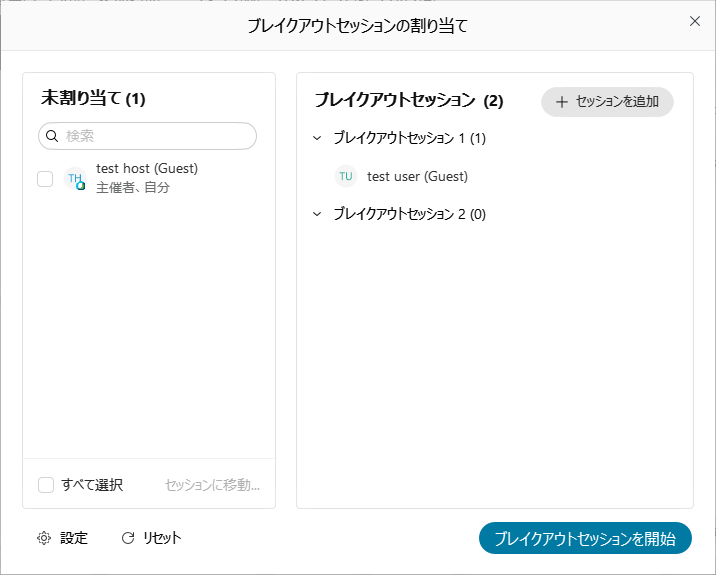 ブレイクアウトセッションの割り当て
未割り当て (1)
検索
TH
test host (Guest)
主催者、自分
すべて選択
セッションに移動...
ブレイクアウトセッション (2)
セッションを追加
ブレイクアウトセッション 1 (1)
TU
test user (Guest)
ブレイクアウトセッション 2 (0)
設定
リセット
ブレイクアウトセッションを開始